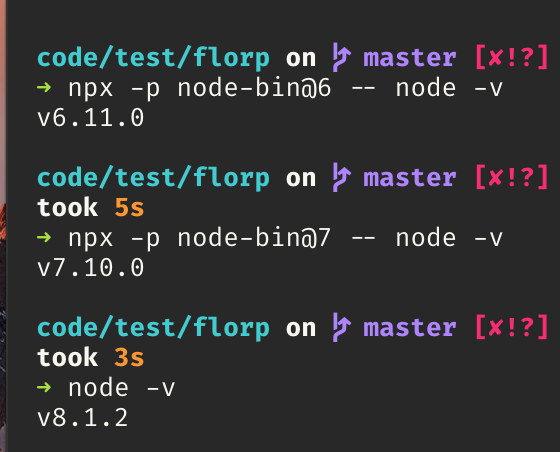 code/test/florp on master [✘!?]
➜ npx -p node-bin@6 -- node -v
v6.11.0
code/test/florp on master [✘!?]
took 5s
➜ npx -p node-bin@7 -- node -v
v7.10.0
code/test/florp on master [✘!?]
took 3s
➜ node -v
v8.1.2